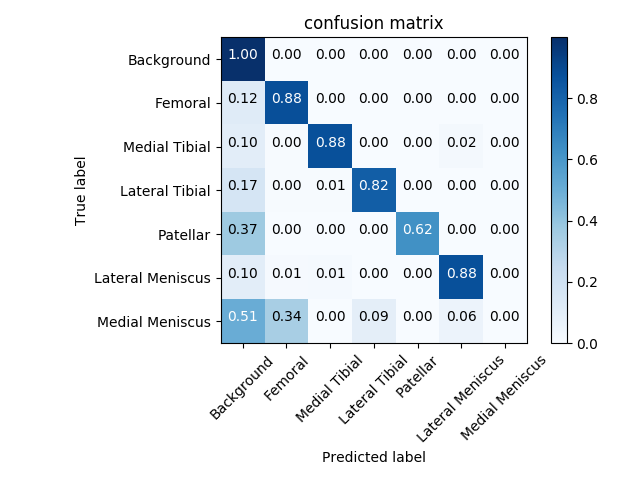 confusion matrix
True label
Background 1.00 0.00 0.00 0.00 0.00 0.00 0.00
Femoral 0.12 0.88 0.00 0.00 0.00 0.00 0.00
Medial Tibial 0.10 0.00 0.88 0.00 0.00 0.02 0.00
Lateral Tibial 0.17 0.00 0.01 0.82 0.00 0.00 0.00
Patellar 0.37 0.00 0.00 0.00 0.62 0.00 0.00
Lateral Meniscus 0.10 0.01 0.01 0.00 0.00 0.88 0.00
Medial Meniscus 0.51 0.34 0.00 0.09 0.00 0.06 0.00
Background
Femoral
Medial Tibial
Lateral Tibial
Patellar
Lateral Meniscus
Medial Meniscus
Predicted label
0.8
0.6
0.4
0.2
0.0